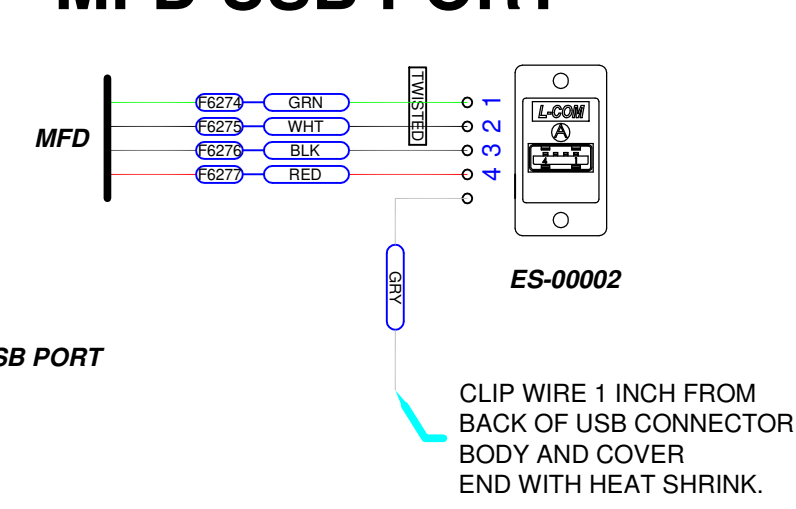 MFD USB PORT
MFD
F6274 GRN 1
F6275 WHT 2
F6276 BLK 3
F6277 RED 4
TWISTED
L-COM
A
4 1
GRY
ES-00002
SB PORT
CLIP WIRE 1 INCH FROM
BACK OF USB CONNECTOR
BODY AND COVER
END WITH HEAT SHRINK.